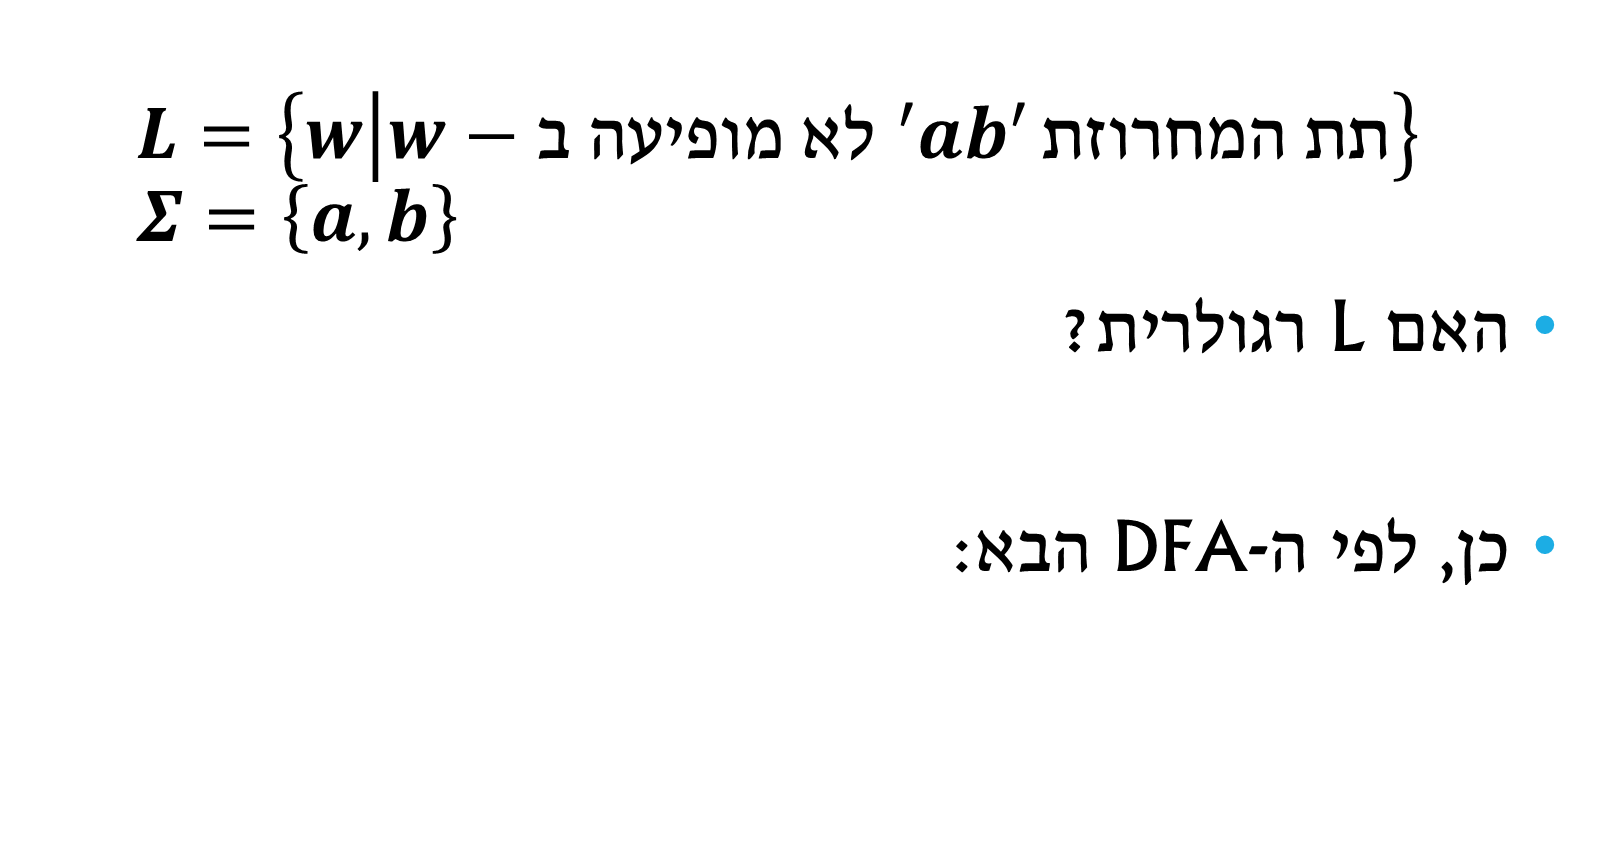 L = {w|w − תת המחרוזת 'ab' לא מופיעה ב}
Σ = {a, b}
• האם L רגולרית?
• כן, לפי ה-DFA הבא: